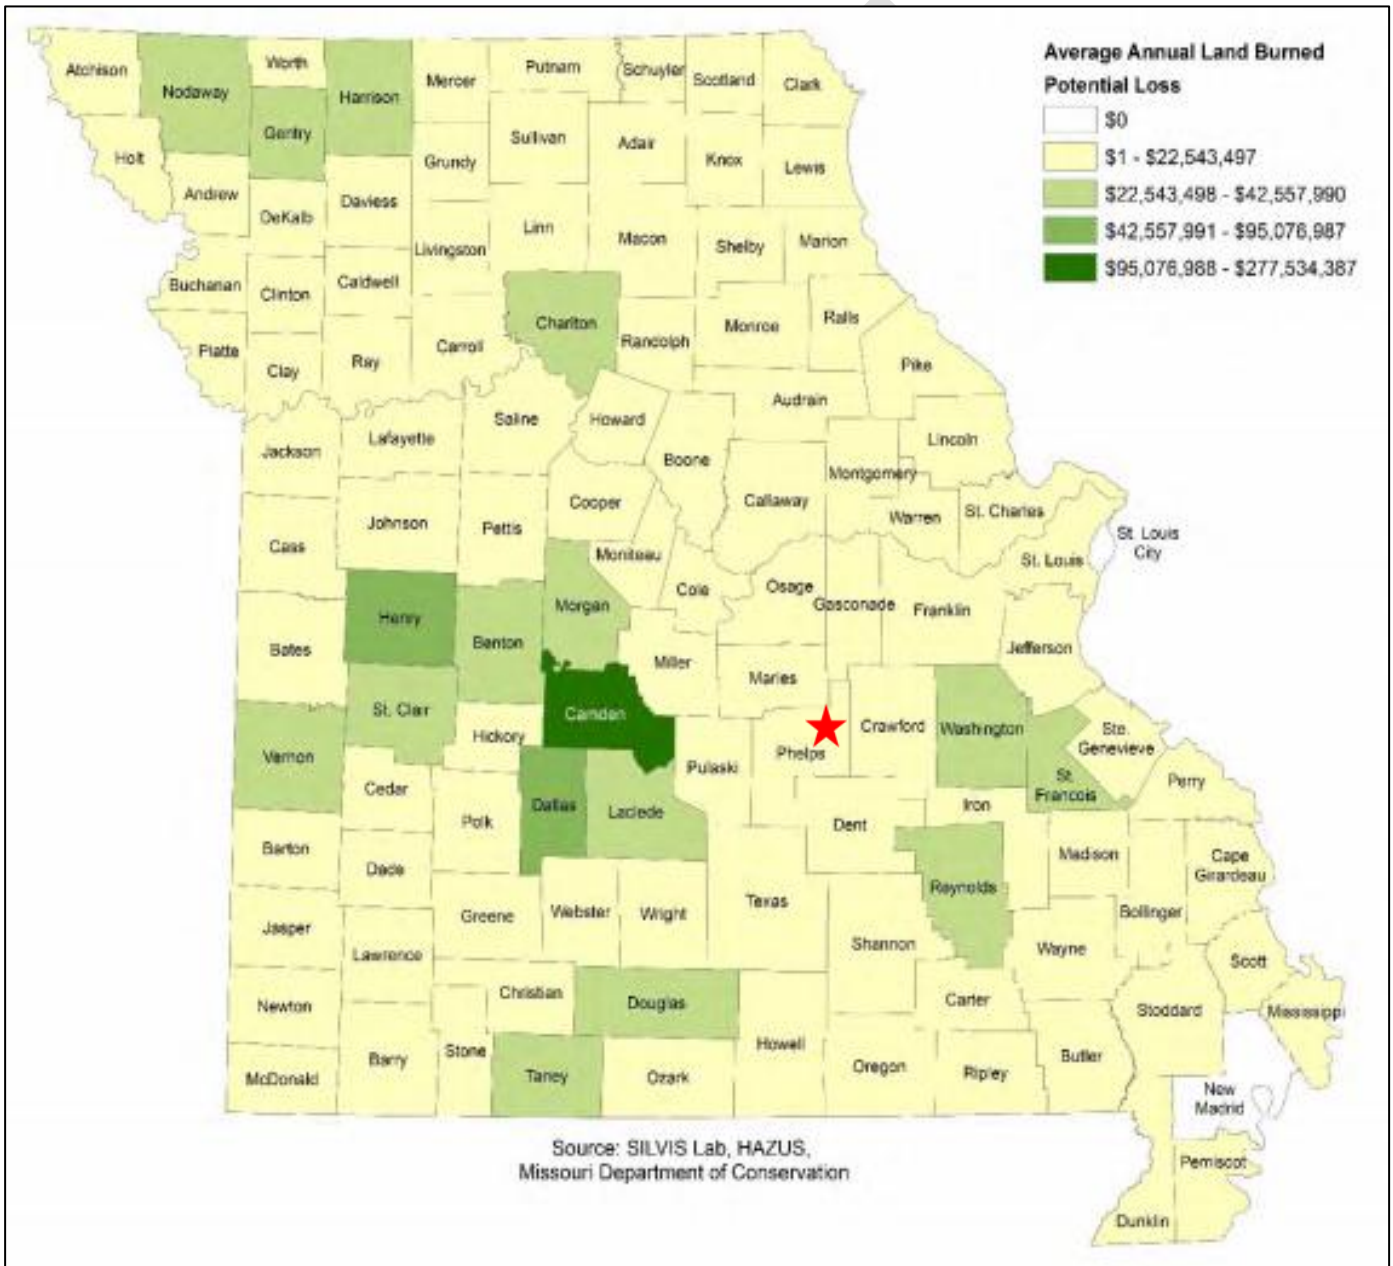 Average Annual Land Burned
Potential Loss
$0
$1 - $22,543,497
$22,543,498 - $42,557,990
$42,557,991 - $95,076,987
$95,076,988 - $277,534,387
Atchison
Nodaway
Worth
Harrison
Mercer
Putnam
Schuyler
Scotland
Clark
Gentry
Holt
Sullivan
Adair
Grundy
Knox
Lewis
Andrew
DeKalb
Daviess
Linn
Macon
Shelby
Marion
Livingston
Buchanan
Clinton
Caldwell
Chariton
Monroe
Ralls
Randolph
Platte
Clay
Ray
Carroll
Pike
Audrain
Saline
Howard
Jackson
Lafayette
Lincoln
Boone
Montgomery
Callaway
Cooper
Johnson
Pettis
Warren
St. Charles
Cass
Moniteau
St. Louis
City
St. Louis
Osage
Cole
Gasconade
Franklin
Morgan
Henry
Benton
Bates
Miller
Jefferson
Maries
St. Clair
Camden
Hickory
Crawford
Washington
Ste.
Genevieve
Vernon
Phelps
Pulaski
St.
Francois
Perry
Cedar
Dallas
Laclede
Iron
Polk
Dent
Barton
Madison
Cape
Girardeau
Dade
Reynolds
Texas
Greene
Webster
Wright
Bollinger
Jasper
Shannon
Wayne
Lawrence
Scott
Christian
Douglas
Carter
Newton
Stoddard
Mississippi
Howell
Stone
Barry
Butler
Oregon
Ripley
McDonald
Taney
Ozark
New
Madrid
Pemiscot
Dunklin
Source: SILVIS Lab, HAZUS,
Missouri Department of Conservation